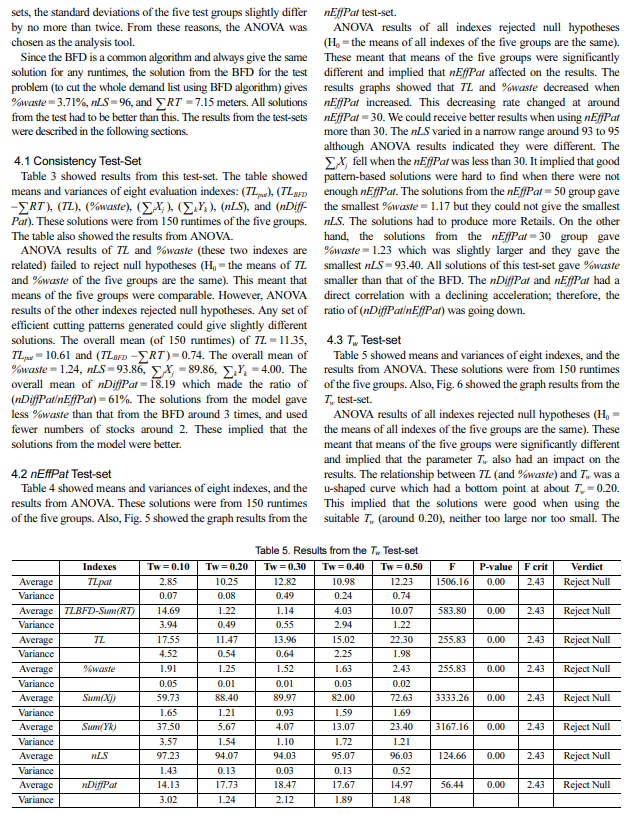 sets, the standard deviations of the five test groups slightly differ
by no more than twice. From these reasons, the ANOVA was
chosen as the analysis tool.
Since the BFD is a common algorithm and always give the same
solution for any runtimes, the solution from the BFD for the test
problem (to cut the whole demand list using BFD algorithm) gives
%waste = 3.71%, nLS = 96, and ∑RT = 7.15 meters. All solutions
from the test had to be better than this. The results from the test-sets
were described in the following sections.
4.1 Consistency Test-Set
Table 3 showed results from this test-set. The table showed
means and variances of eight evaluation indexes: (TLpat), (TLBFD
−∑RT), (TL), (%waste), (∑jXj), (∑kYk), (nLS), and (nDiff-
Pat). These solutions were from 150 runtimes of the five groups.
The table also showed the results from ANOVA.
ANOVA results of TL and %waste (these two indexes are
related) failed to reject null hypotheses (H0 = the means of TL
and %waste of the five groups are the same). This meant that
means of the five groups were comparable. However, ANOVA
results of the other indexes rejected null hypotheses. Any set of
efficient cutting patterns generated could give slightly different
solutions. The overall mean (of 150 runtimes) of TL = 11.35,
TLpat = 10.61 and (TLBFD −∑RT) = 0.74. The overall mean of
%waste = 1.24, nLS = 93.86, ∑jXj = 89.86, ∑kYk = 4.00. The
overall mean of nDiffPat = 18.19 which made the ratio of
(nDiffPat/nEffPat) = 61%. The solutions from the model gave
less %waste than that from the BFD around 3 times, and used
fewer numbers of stocks around 2. These implied that the
solutions from the model were better.
4.2 nEffPat Test-set
Table 4 showed means and variances of eight indexes, and the
results from ANOVA. These solutions were from 150 runtimes
of the five groups. Also, Fig. 5 showed the graph results from the
nEffPat test-set.
ANOVA results of all indexes rejected null hypotheses
(H0 = the means of all indexes of the five groups are the same).
These meant that means of the five groups were significantly
different and implied that nEffPat affected on the results. The
results graphs showed that TL and %waste decreased when
nEffPat increased. This decreasing rate changed at around
nEffPat = 30. We could receive better results when using nEffPat
more than 30. The nLS varied in a narrow range around 93 to 95
although ANOVA results indicated they were different. The
∑jXj fell when the nEffPat was less than 30. It implied that good
pattern-based solutions were hard to find when there were not
enough nEffPat. The solutions from the nEffPat = 50 group gave
the smallest %waste = 1.17 but they could not give the smallest
nLS. The solutions had to produce more Retails. On the other
hand, the solutions from the nEffPat = 30 group gave
%waste = 1.23 which was slightly larger and they gave the
smallest nLS = 93.40. All solutions of this test-set gave %waste
smaller than that of the BFD. The nDiffPat and nEffPat had a
direct correlation with a declining acceleration; therefore, the
ratio of (nDiffPat/nEffPat) was going down.
4.3 Tw Test-set
Table 5 showed means and variances of eight indexes, and the
results from ANOVA. These solutions were from 150 runtimes
of the five groups. Also, Fig. 6 showed the graph results from the
Tw test-set.
ANOVA results of all indexes rejected null hypotheses (H0 =
the means of all indexes of the five groups are the same). These
meant that means of the five groups were significantly different
and implied that the parameter Tw also had an impact on the
results. The relationship between TL (and %waste) and Tw was a
u-shaped curve which had a bottom point at about Tw = 0.20.
This implied that the solutions were good when using the
suitable Tw (around 0.20), neither too large nor too small. The
Table 5. Results from the Tw Test-set
Indexes Tw = 0.10 Tw = 0.20 Tw = 0.30 Tw = 0.40 Tw = 0.50 F P-value F crit Verdict
Average TLpat 2.85 10.25 12.82 10.98 12.23 1506.16 0.00 2.43 Reject Null
Variance 0.07 0.08 0.49 0.24 0.74
Average TLBFD-Sum(RT) 14.69 1.22 1.14 4.03 10.07 583.80 0.00 2.43 Reject Null
Variance 3.94 0.49 0.55 2.94 1.22
Average TL 17.55 11.47 13.96 15.02 22.30 255.83 0.00 2.43 Reject Null
Variance 4.52 0.54 0.64 2.25 1.98
Average %waste 1.91 1.25 1.52 1.63 2.43 255.83 0.00 2.43 Reject Null
Variance 0.05 0.01 0.01 0.03 0.02
Average Sum(Xj) 59.73 88.40 89.97 82.00 72.63 3333.26 0.00 2.43 Reject Null
Variance 1.65 1.21 0.93 1.59 1.69
Average Sum(Yk) 37.50 5.67 4.07 13.07 23.40 3167.16 0.00 2.43 Reject Null
Variance 3.57 1.54 1.10 1.72 1.21
Average nLS 97.23 94.07 94.03 95.07 96.03 124.66 0.00 2.43 Reject Null
Variance 1.43 0.13 0.03 0.13 0.52
Average nDiffPat 14.13 17.73 18.47 17.67 14.97 56.44 0.00 2.43 Reject Null
Variance 3.02 1.24 2.12 1.89 1.48